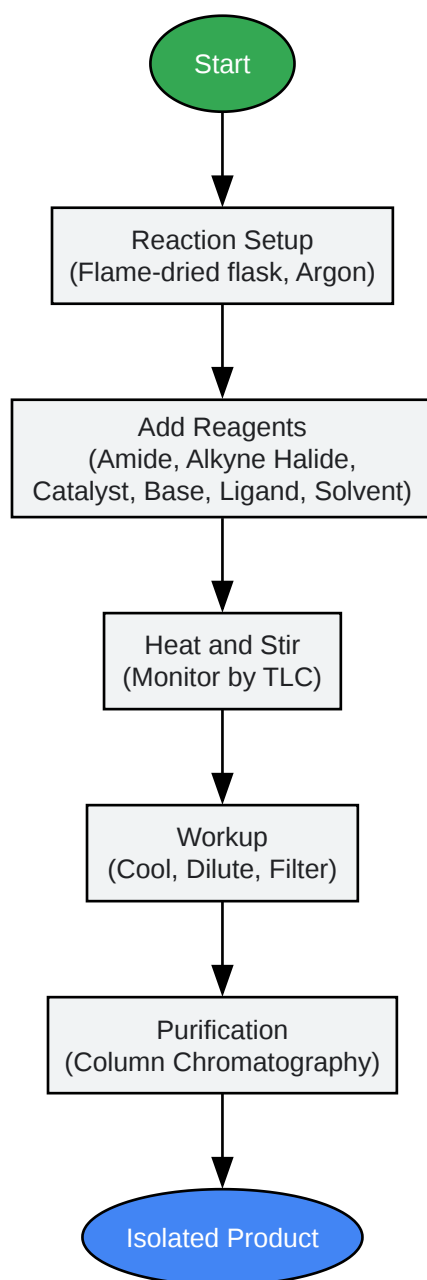 Start
Reaction Setup
(Flame-dried flask, Argon)
Add Reagents
(Amide, Alkyne Halide,
Catalyst, Base, Ligand, Solvent)
Heat and Stir
(Monitor by TLC)
Workup
(Cool, Dilute, Filter)
Purification
(Column Chromatography)
Isolated Product